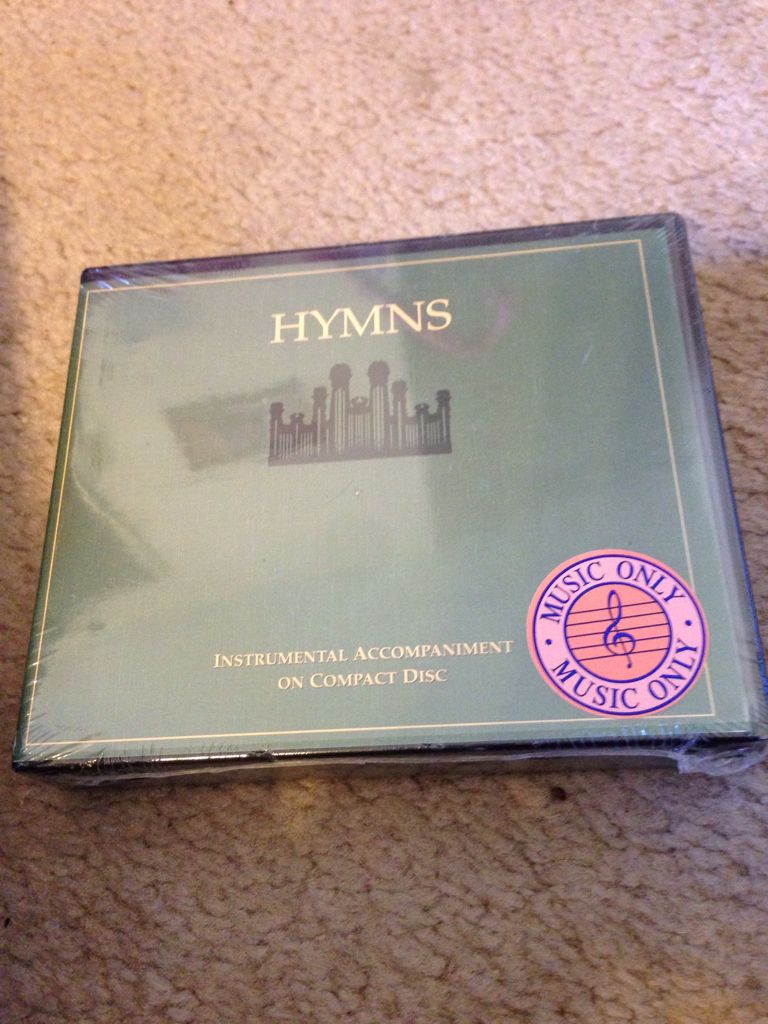 HYMNS
INSTRUMENTAL ACCOMPANIMENT
ON COMPACT DISC
MUSIC ONLY
MUSIC ONLY